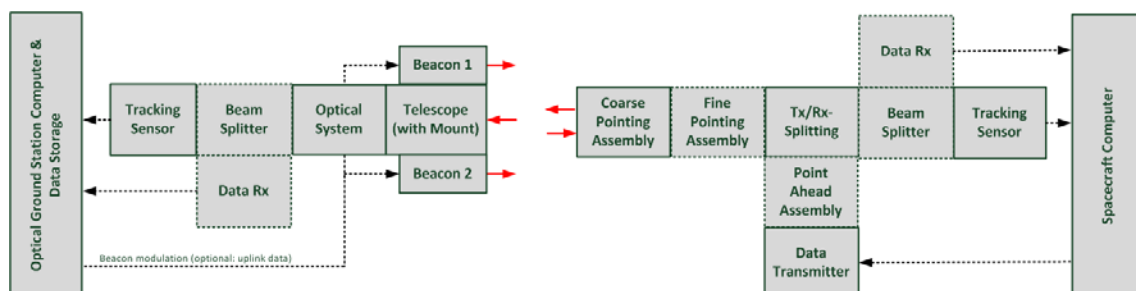 Optical Ground Station Computer &
Data Storage
Tracking
Sensor
Beam
Splitter
Optical
System
Beacon 1
Telescope
(with Mount)
Beacon 2
Data Rx
Beacon modulation (optional: uplink data)
Coarse
Pointing
Assembly
Fine
Pointing
Assembly
Tx/Rx-
Splitting
Data Rx
Beam
Splitter
Tracking
Sensor
Point
Ahead
Assembly
Data
Transmitter
Spacecraft Computer